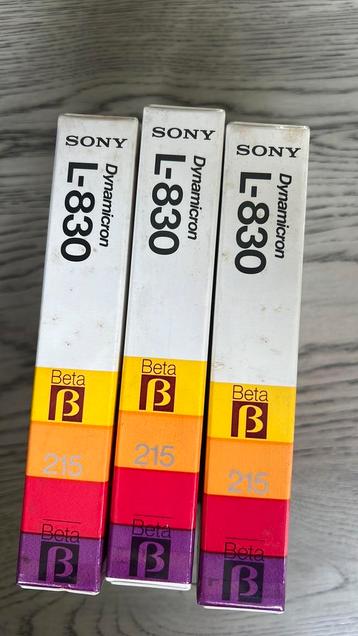 SONY
Dynamicron
L-830
Beta
β
215
Beta
β
SONY
Dynamicron
L-830
Beta
β
215
Beta
β
SONY
Dynamicron
L-830
Beta
β
215
Beta
β